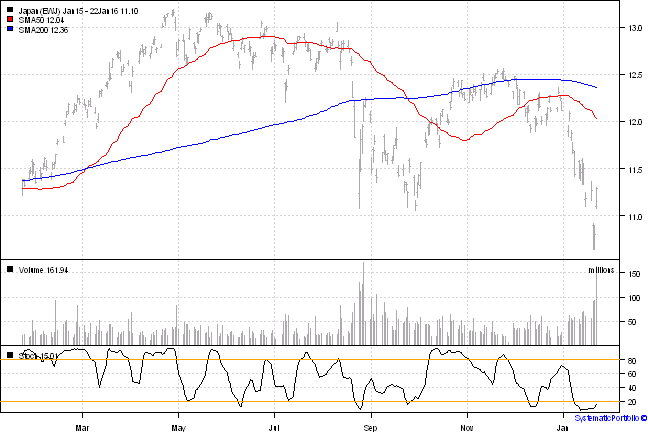 Japan (EWJ) Jan15 - 22Jan16 11.10
SMA50 12.04
SMA200 12.36
13.0
12.5
12.0
11.5
11.0
Volume 161.94
millions
150
100
50
Stoch 15.91
80
60
40
20
Mar May Jul Sep Nov Jan
SystematicPortfolio ©